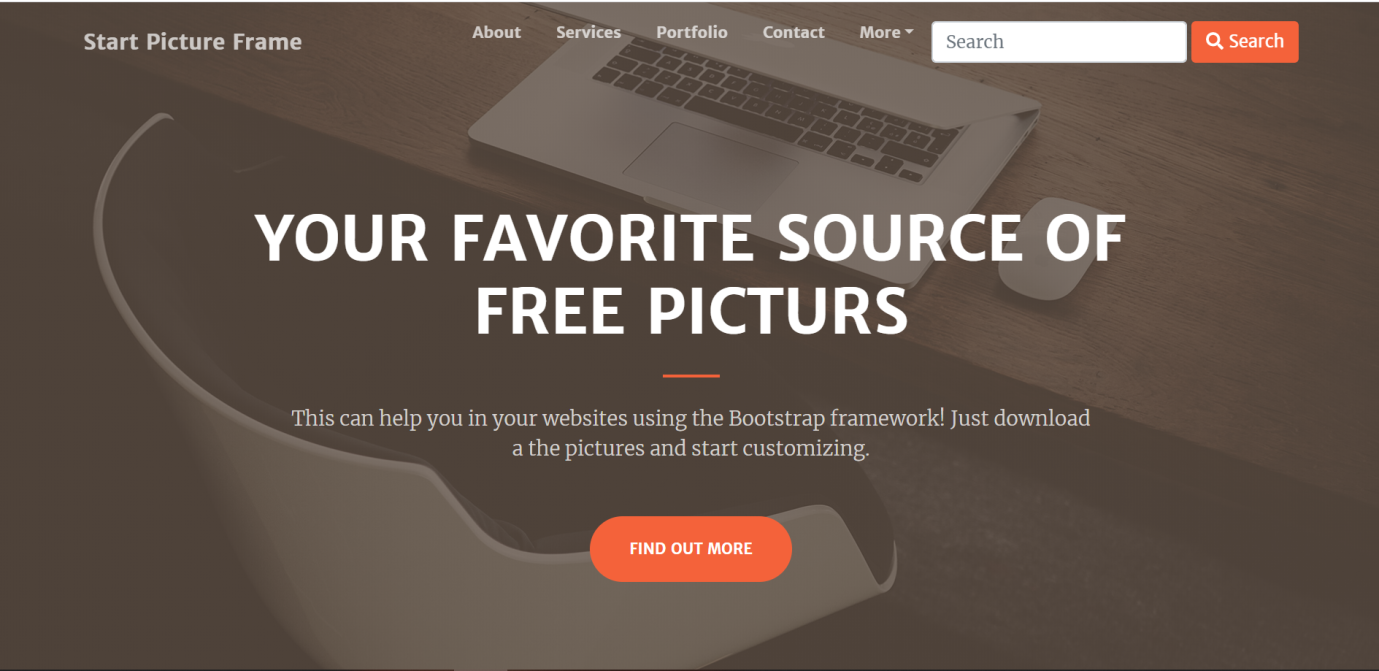 Start Picture Frame
About Services Portfolio Contact More Search Search
YOUR FAVORITE SOURCE OF
FREE PICTURS
This can help you in your websites using the Bootstrap framework! Just download
a the pictures and start customizing.
FIND OUT MORE